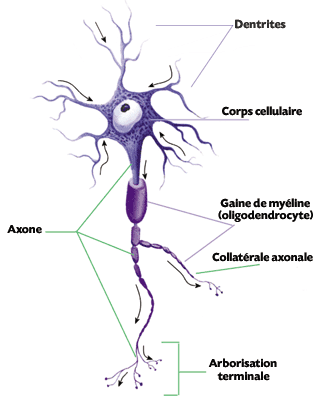 Dentrites
Corps cellulaire
Gaine de myéline
(oligodendrocyte)
Axone
Collatérale axonale
Arborisation
terminale